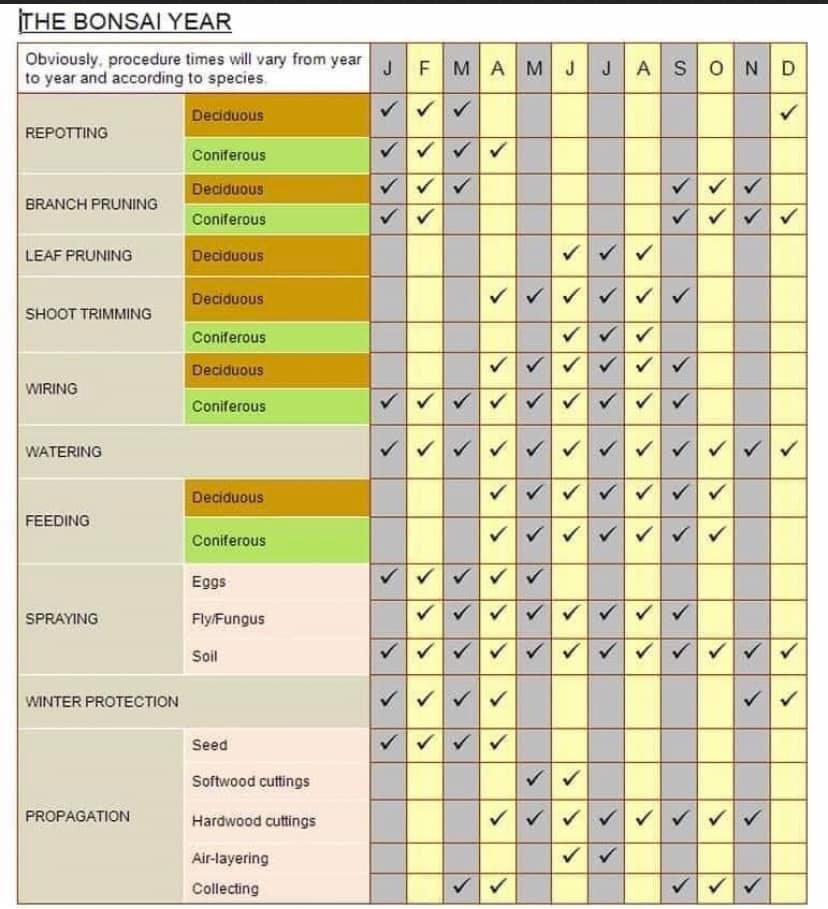 THE BONSAI YEAR
Obviously, procedure times will vary from year
to year and according to species.
J F M A M J J A S O N D
REPOTTING
Deciduous ✓ ✓ ✓ ✓
Coniferous ✓ ✓ ✓ ✓
BRANCH PRUNING
Deciduous ✓ ✓ ✓ ✓ ✓ ✓
Coniferous ✓ ✓ ✓ ✓ ✓ ✓
LEAF PRUNING
Deciduous ✓ ✓ ✓
SHOOT TRIMMING
Deciduous ✓ ✓ ✓ ✓ ✓ ✓
Coniferous ✓ ✓ ✓
WIRING
Deciduous ✓ ✓ ✓ ✓ ✓ ✓
Coniferous ✓ ✓ ✓ ✓ ✓ ✓ ✓ ✓ ✓
WATERING ✓ ✓ ✓ ✓ ✓ ✓ ✓ ✓ ✓ ✓ ✓ ✓
FEEDING
Deciduous ✓ ✓ ✓ ✓ ✓ ✓ ✓
Coniferous ✓ ✓ ✓ ✓ ✓ ✓ ✓
SPRAYING
Eggs ✓ ✓ ✓ ✓ ✓
Fly/Fungus ✓ ✓ ✓ ✓ ✓ ✓ ✓ ✓
Soil ✓ ✓ ✓ ✓ ✓ ✓ ✓ ✓ ✓ ✓ ✓ ✓
WINTER PROTECTION ✓ ✓ ✓ ✓ ✓ ✓
PROPAGATION
Seed ✓ ✓ ✓ ✓
Softwood cuttings ✓ ✓
Hardwood cuttings ✓ ✓ ✓ ✓ ✓ ✓ ✓ ✓
Air-layering ✓ ✓
Collecting ✓ ✓ ✓ ✓ ✓